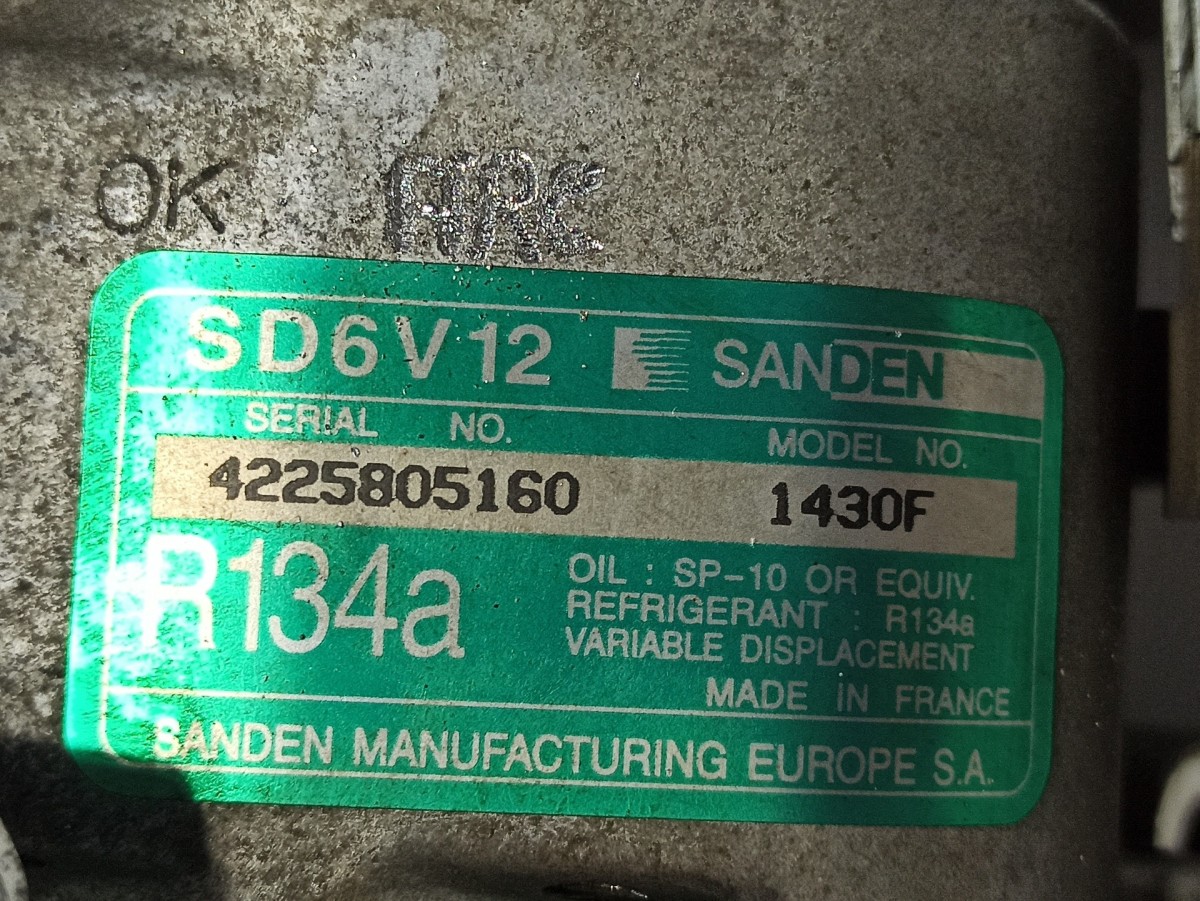 OK
SD6V12 SANDEN
SERIAL NO. MODEL NO.
4225805160 1430F
R134a
OIL : SP-10 OR EQUIV.
REFRIGERANT : R134a
VARIABLE DISPLACEMENT
MADE IN FRANCE
SANDEN MANUFACTURING EUROPE S.A.